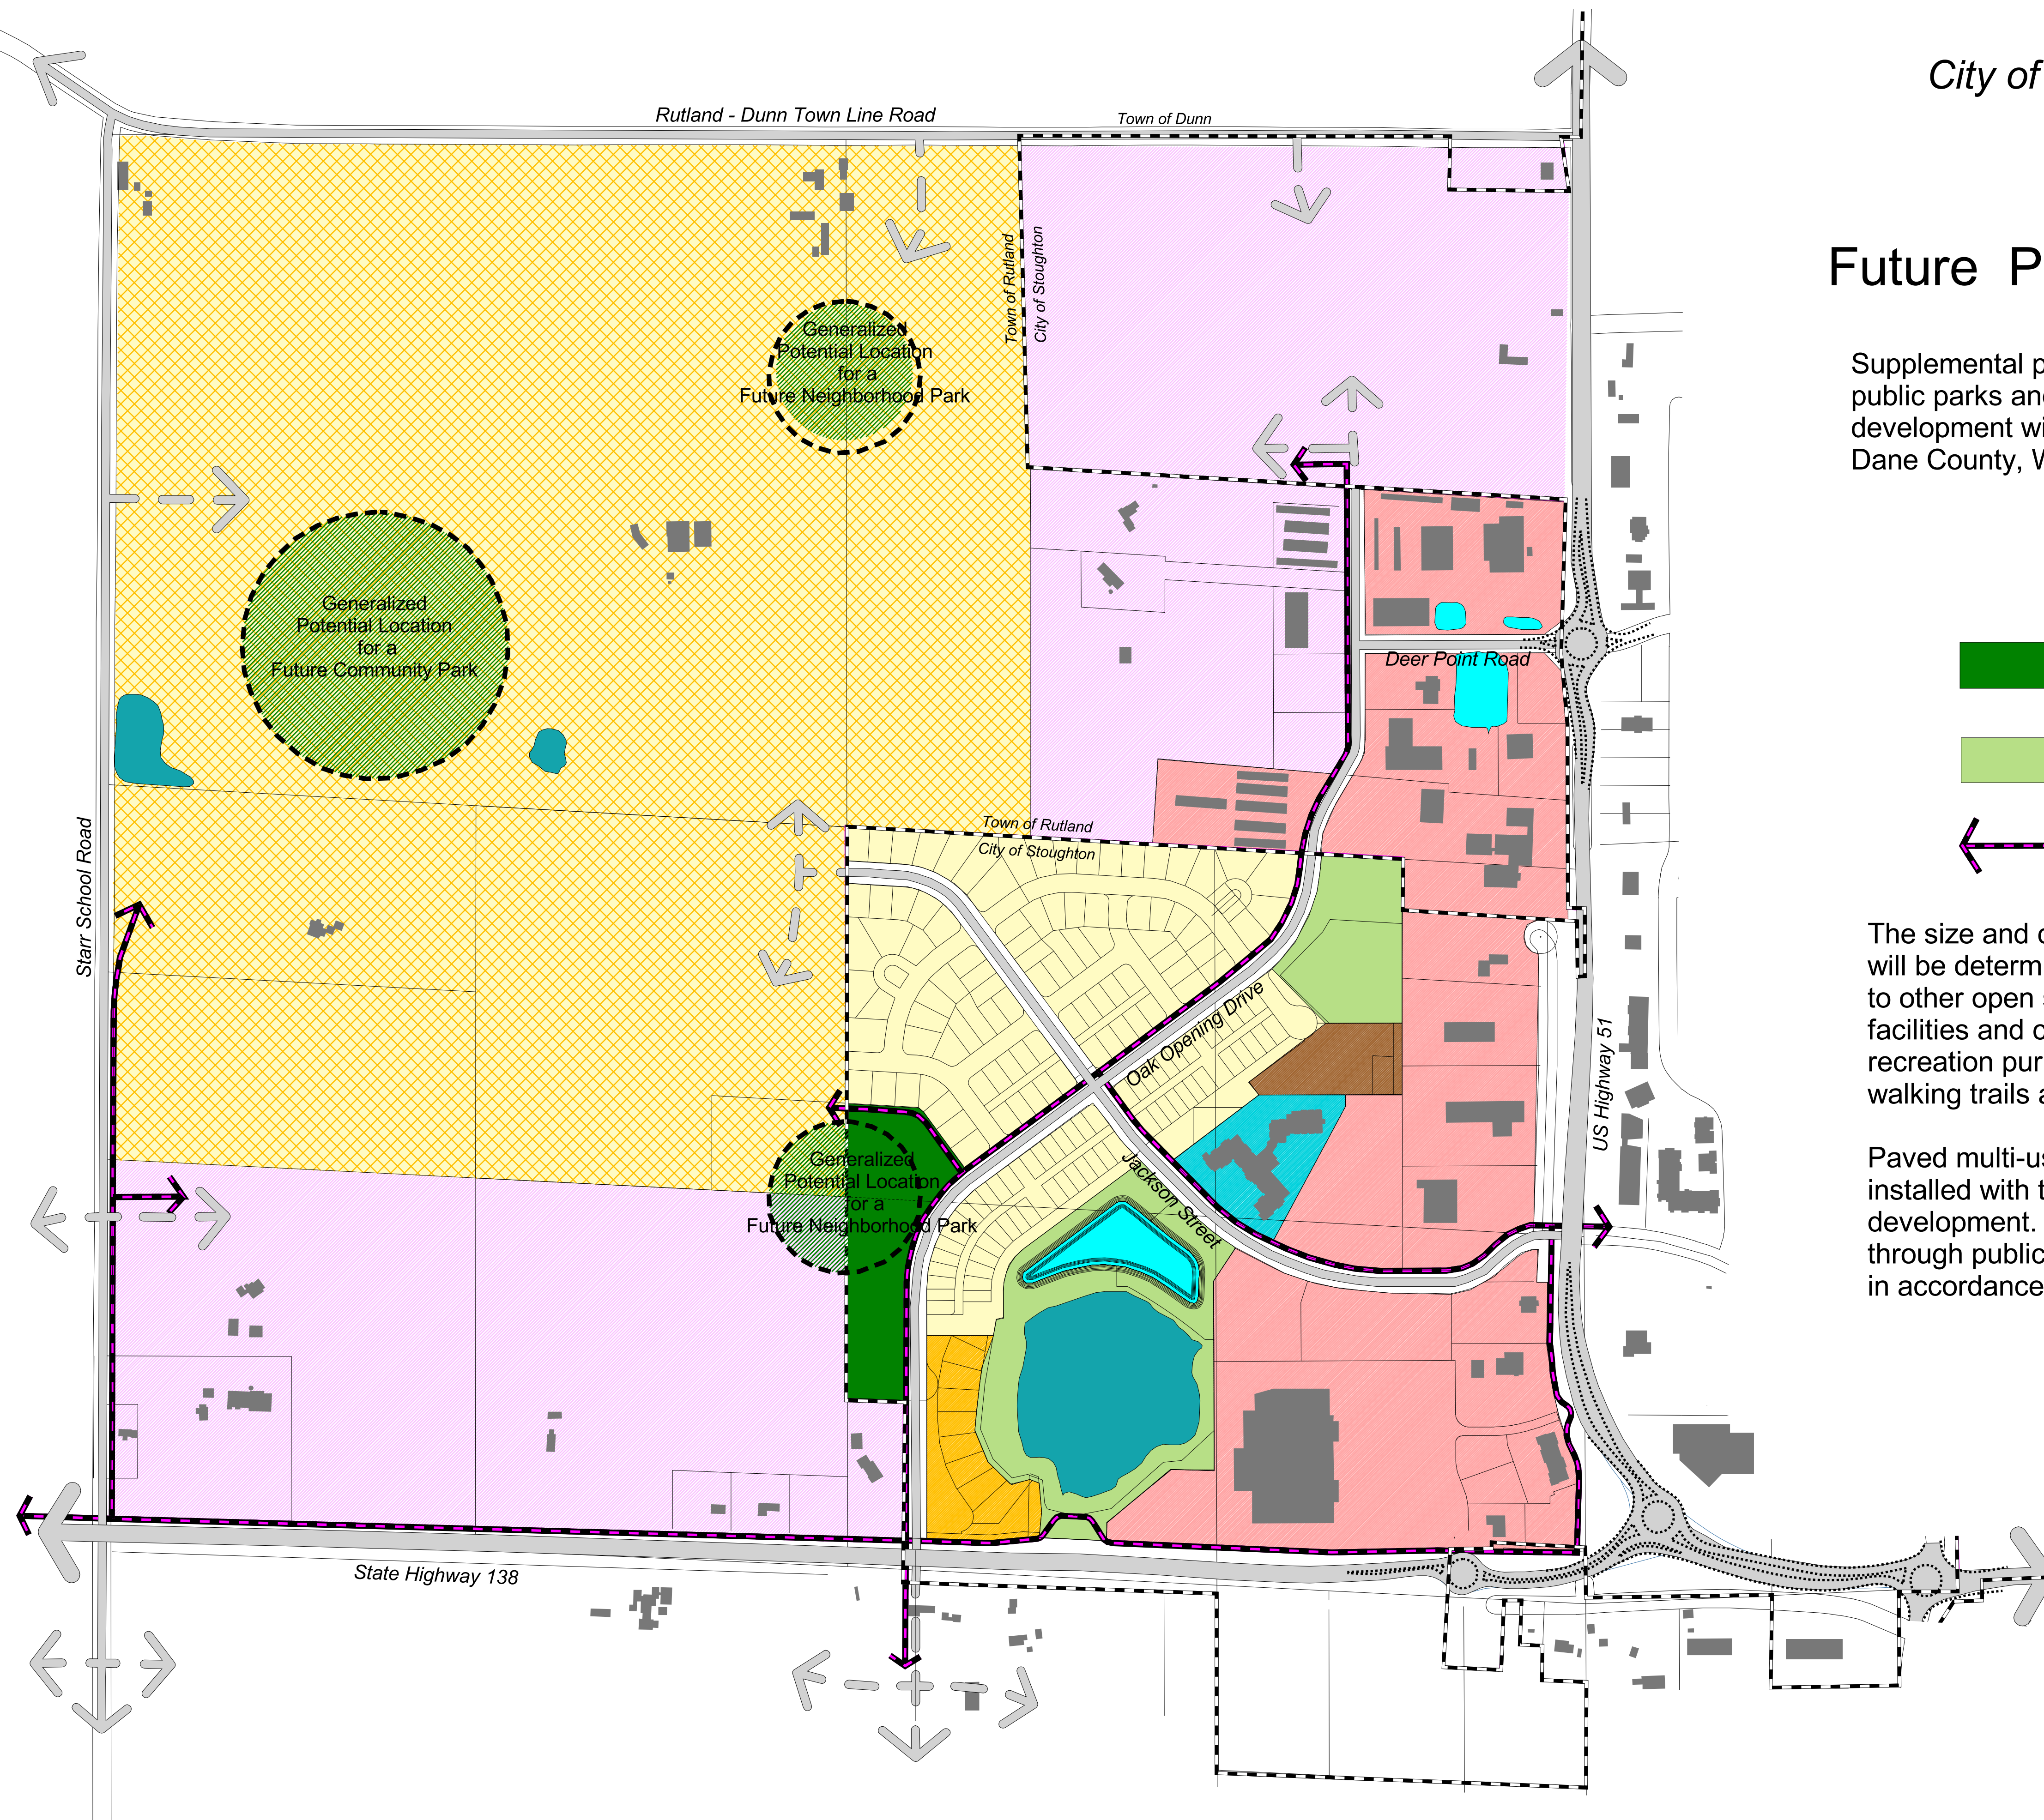 City of
Rutland - Dunn Town Line Road
Town of Dunn
Future P
Town of Rutland
City of Stoughton
Generalized
Potential Location
for a
Future Neighborhood Park
Supplemental p
public parks an
development wi
Dane County, W
Generalized
Potential Location
for a
Future Community Park
Deer Point Road
Town of Rutland
City of Stoughton
Starr School Road
The size and
will be determ
to other open
facilities and c
recreation pur
walking trails a
Oak Opening Drive
US Highway 51
Generalized
Potential Location
for a
Future Neighborhood Park
Jackson Street
Paved multi-us
installed with t
development.
through public
in accordance
State Highway 138